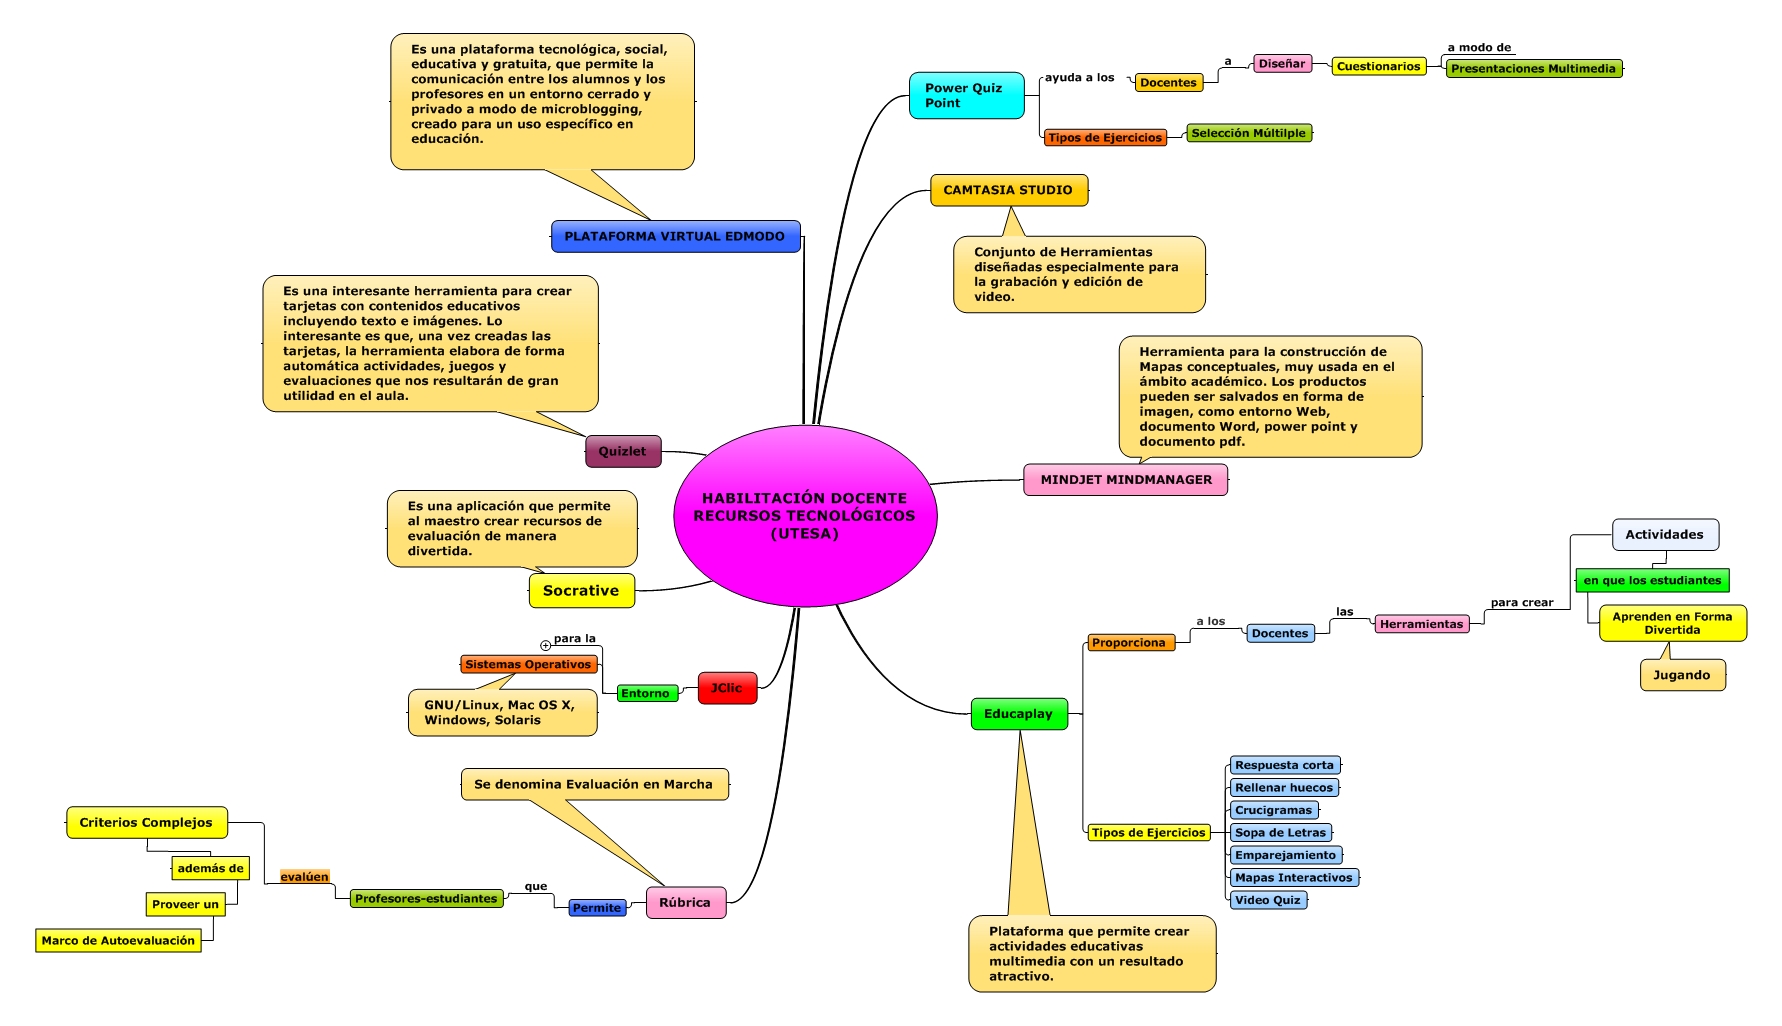 HABILITACIÓN DOCENTE
RECURSOS TECNOLÓGICOS
(UTESA)
Power Quiz
Point
ayuda a los
Docentes
a
Diseñar
Cuestionarios
a modo de
Presentaciones Multimedia
Tipos de Ejercicios
Selección Múltilple
CAMTASIA STUDIO
Conjunto de Herramientas
diseñadas especialmente para
la grabación y edición de
video.
Herramienta para la construcción de
Mapas conceptuales, muy usada en el
ámbito académico. Los productos
pueden ser salvados en forma de
imagen, como entorno Web,
documento Word, power point y
documento pdf.
MINDJET MINDMANAGER
Educaplay
Proporciona
a los
Docentes
las
Herramientas
para crear
Actividades
en que los estudiantes
Aprenden en Forma
Divertida
Jugando
Tipos de Ejercicios
Respuesta corta
Rellenar huecos
Crucigramas
Sopa de Letras
Emparejamiento
Mapas Interactivos
Video Quiz
Plataforma que permite crear
actividades educativas
multimedia con un resultado
atractivo.
Es una plataforma tecnológica, social,
educativa y gratuita, que permite la
comunicación entre los alumnos y los
profesores en un entorno cerrado y
privado a modo de microblogging,
creado para un uso específico en
educación.
PLATAFORMA VIRTUAL EDMODO
Es una interesante herramienta para crear
tarjetas con contenidos educativos
incluyendo texto e imágenes. Lo
interesante es que, una vez creadas las
tarjetas, la herramienta elabora de forma
automática actividades, juegos y
evaluaciones que nos resultarán de gran
utilidad en el aula.
Quizlet
Es una aplicación que permite
al maestro crear recursos de
evaluación de manera
divertida.
Socrative
JClic
Entorno
para la
Sistemas Operativos
GNU/Linux, Mac OS X,
Windows, Solaris
Se denomina Evaluación en Marcha
Rúbrica
Permite
que
Profesores-estudiantes
evalúen
Criterios Complejos
además de
Proveer un
Marco de Autoevaluación